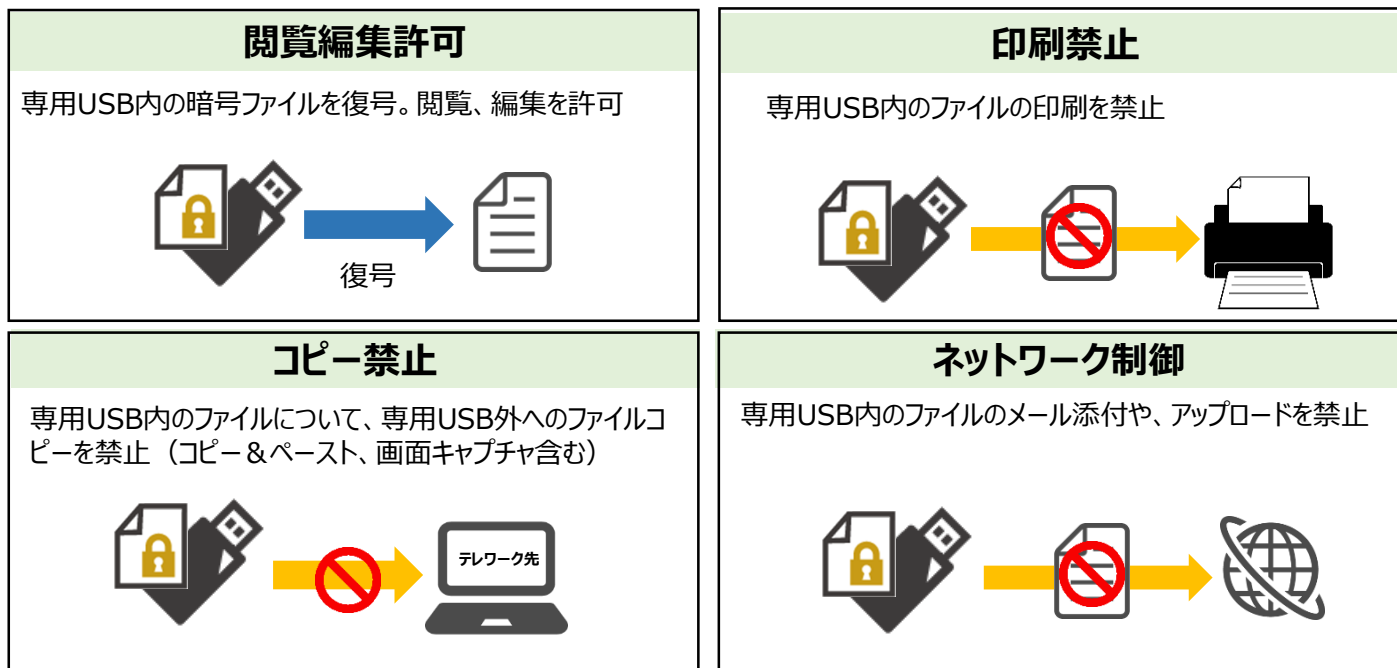 閲覧編集許可
専用USB内の暗号ファイルを復号。閲覧、編集を許可
復号
印刷禁止
専用USB内のファイルの印刷を禁止
コピー禁止
専用USB内のファイルについて、専用USB外へのファイルコ
ピーを禁止（コピー＆ペースト、画面キャプチャ含む）
テレワーク先
ネットワーク制御
専用USB内のファイルのメール添付や、アップロードを禁止